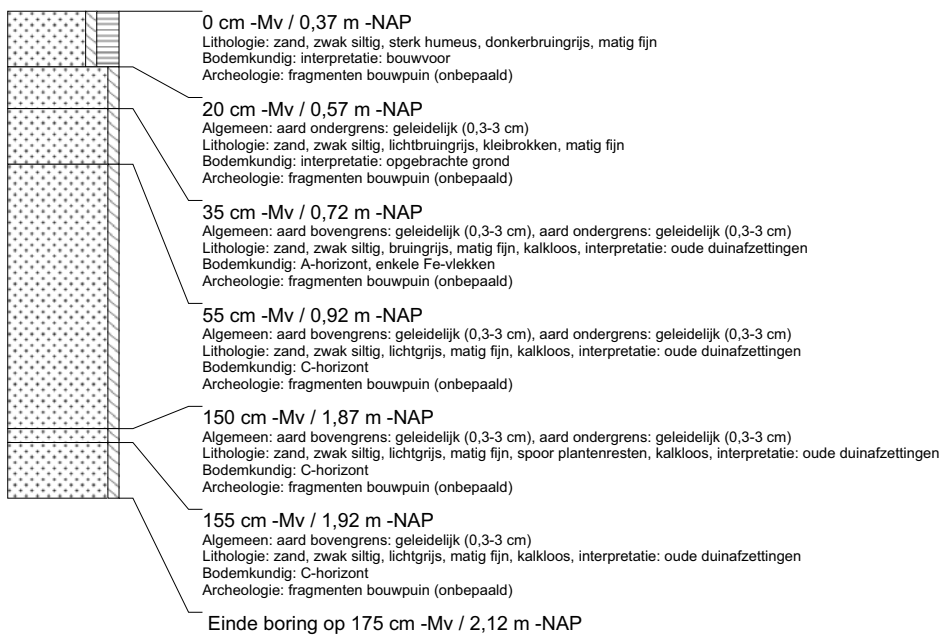 0 cm -Mv / 0,37 m -NAP
Lithologie: zand, zwak siltig, sterk humeus, donkerbruingrijs, matig fijn
Bodemkundig: interpretatie: bouwvoor
Archeologie: fragmenten bouwpuin (onbepaald)
20 cm -Mv / 0,57 m -NAP
Algemeen: aard ondergrens: geleidelijk (0,3-3 cm)
Lithologie: zand, zwak siltig, lichtbruingrijs, kleibrokken, matig fijn
Bodemkundig: interpretatie: opgebrachte grond
Archeologie: fragmenten bouwpuin (onbepaald)
35 cm -Mv / 0,72 m -NAP
Algemeen: aard bovengrens: geleidelijk (0,3-3 cm), aard ondergrens: geleidelijk (0,3-3 cm)
Lithologie: zand, zwak siltig, bruingrijs, matig fijn, kalkloos, interpretatie: oude duinafzettingen
Bodemkundig: A-horizont, enkele Fe-vlekken
Archeologie: fragmenten bouwpuin (onbepaald)
55 cm -Mv / 0,92 m -NAP
Algemeen: aard bovengrens: geleidelijk (0,3-3 cm), aard ondergrens: geleidelijk (0,3-3 cm)
Lithologie: zand, zwak siltig, lichtgrijs, matig fijn, kalkloos, interpretatie: oude duinafzettingen
Bodemkundig: C-horizont
Archeologie: fragmenten bouwpuin (onbepaald)
150 cm -Mv / 1,87 m -NAP
Algemeen: aard bovengrens: geleidelijk (0,3-3 cm), aard ondergrens: geleidelijk (0,3-3 cm)
Lithologie: zand, zwak siltig, lichtgrijs, matig fijn, spoor plantenresten, kalkloos, interpretatie: oude duinafzettingen
Bodemkundig: C-horizont
Archeologie: fragmenten bouwpuin (onbepaald)
155 cm -Mv / 1,92 m -NAP
Algemeen: aard bovengrens: geleidelijk (0,3-3 cm)
Lithologie: zand, zwak siltig, lichtgrijs, matig fijn, kalkloos, interpretatie: oude duinafzettingen
Bodemkundig: C-horizont
Archeologie: fragmenten bouwpuin (onbepaald)
Einde boring op 175 cm -Mv / 2,12 m -NAP